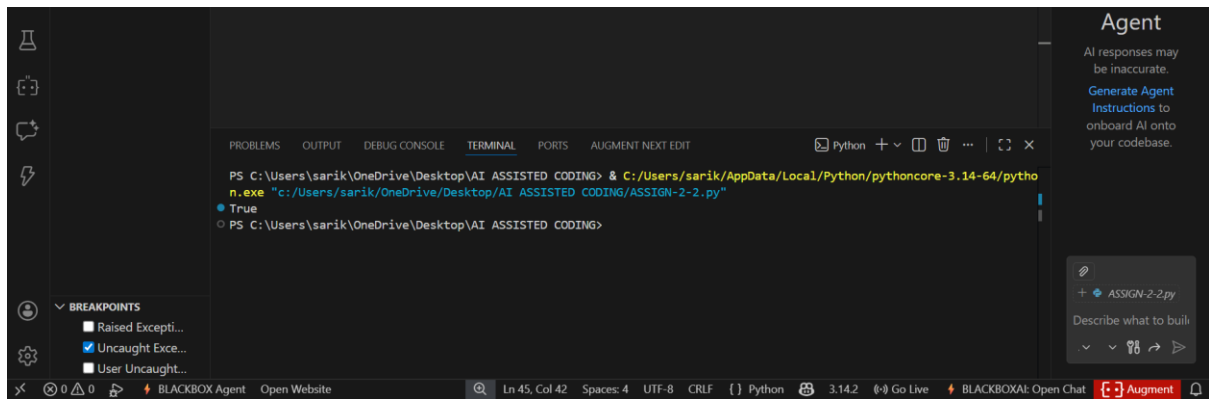 Agent
AI responses may
be inaccurate.
Generate Agent
Instructions to
onboard AI onto
your codebase.
PROBLEMS OUTPUT DEBUG CONSOLE TERMINAL PORTS AUGMENT NEXT EDIT Python
PS C:\Users\sarik\OneDrive\Desktop\AI ASSISTED CODING> & C:/Users/sarik/AppData/Local/Python/pythoncore-3.14-64/pytho
n.exe "c:/Users/sarik/OneDrive/Desktop/AI ASSISTED CODING/ASSIGN-2-2.py"
True
PS C:\Users\sarik\OneDrive\Desktop\AI ASSISTED CODING>
BREAKPOINTS
Raised Excepti...
Uncaught Exce...
User Uncaught...
+ ASSIGN-2-2.py
Describe what to buil
0 0 BLACKBOX Agent Open Website Ln 45, Col 42 Spaces: 4 UTF-8 CRLF { } Python 3.14.2 Go Live BLACKBOXAI: Open Chat Augment